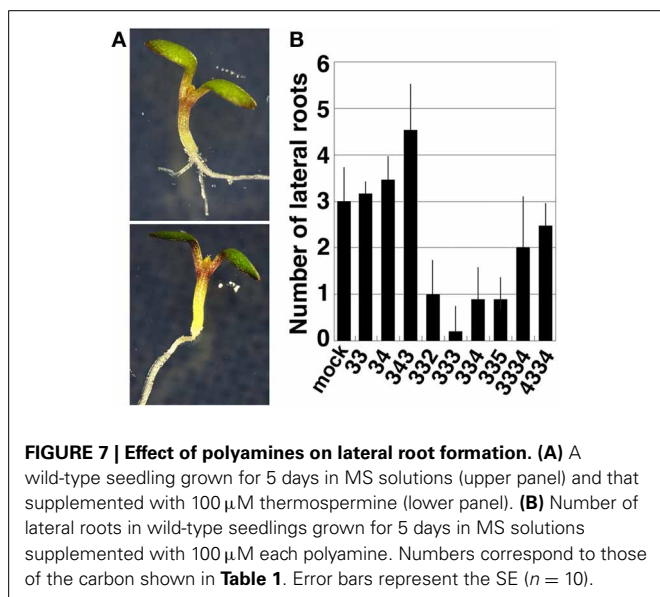 A
B
Number of lateral roots
6
5
4
3
2
1
0
mock 33 34 343 332 333 334 335 3334 4334
FIGURE 7 | Effect of polyamines on lateral root formation. (A) A
wild-type seedling grown for 5 days in MS solutions (upper panel) and that
supplemented with 100 μM thermospermine (lower panel). (B) Number of
lateral roots in wild-type seedlings grown for 5 days in MS solutions
supplemented with 100 μM each polyamine. Numbers correspond to those
of the carbon shown in Table 1. Error bars represent the SE (n = 10).